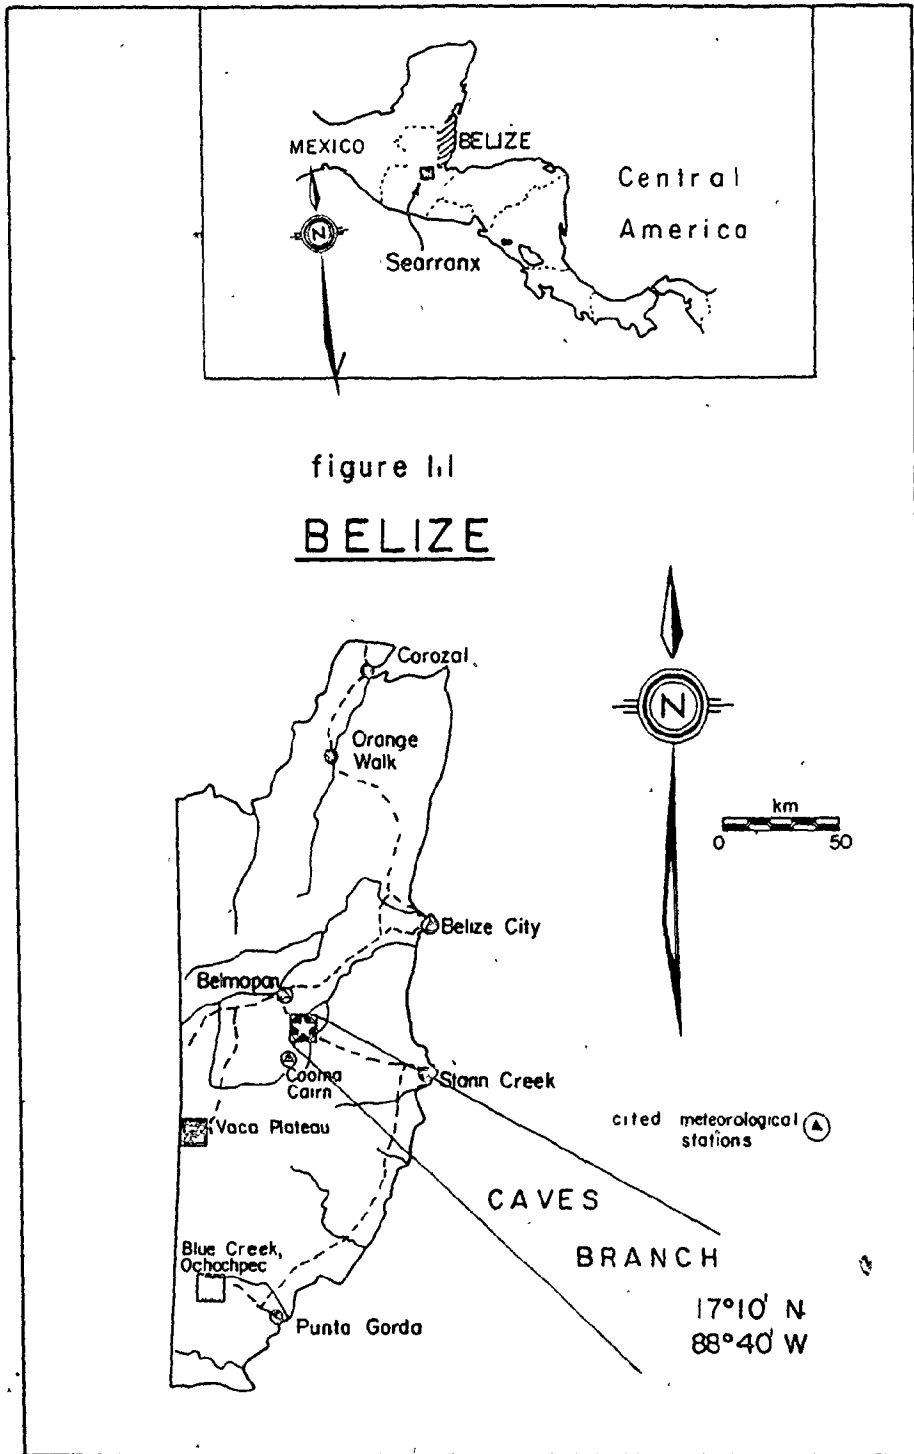 MEXICO
BELIZE
Central
America
N
Searranx
figure 1.1
BELIZE
Corozal
N
Orange
Walk
km
0 50
Belize City
Belmopan
Cooma
Cairn
Stann Creek
cited meteorological
stations
Vaca Plateau
CAVES
BRANCH
Blue Creek,
Ochochpec
17°10' N
88°40' W
Punta Gorda